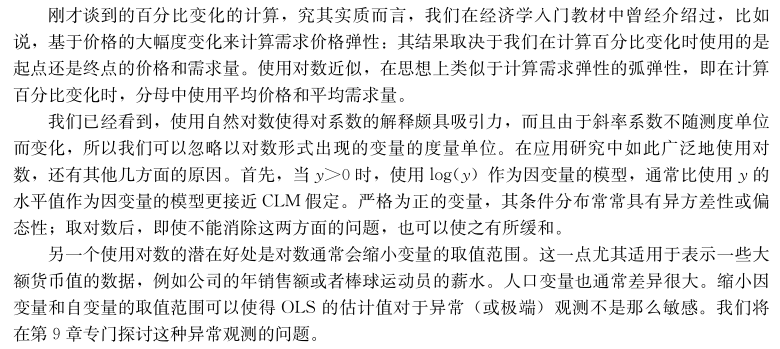 刚才谈到的百分比变化的计算，究其实质而言，我们在经济学入门教材中曾经介绍过，比如
说，基于价格的大幅度变化来计算需求价格弹性：其结果取决于我们在计算百分比变化时使用的是
起点还是终点的价格和需求量。使用对数近似，在思想上类似于计算需求弹性的弧弹性，即在计算
百分比变化时，分母中使用平均价格和平均需求量。
我们已经看到，使用自然对数使得对系数的解释颇具吸引力，而且由于斜率系数不随测度单位
而变化，所以我们可以忽略以对数形式出现的变量的度量单位。在应用研究中如此广泛地使用对
数，还有其他几方面的原因。首先，当 y>0 时，使用 log(y) 作为因变量的模型，通常比使用 y 的
水平值作为因变量的模型更接近 CLM 假定。严格为正的变量，其条件分布常常具有异方差性或偏
态性；取对数后，即使不能消除这两方面的问题，也可以使之有所缓和。
另一个使用对数的潜在好处是对数通常会缩小变量的取值范围。这一点尤其适用于表示一些大
额货币值的数据，例如公司的年销售额或者棒球运动员的薪水。人口变量也通常差异很大。缩小因
变量和自变量的取值范围可以使得 OLS 的估计值对于异常（或极端）观测不是那么敏感。我们将
在第 9 章专门探讨这种异常观测的问题。